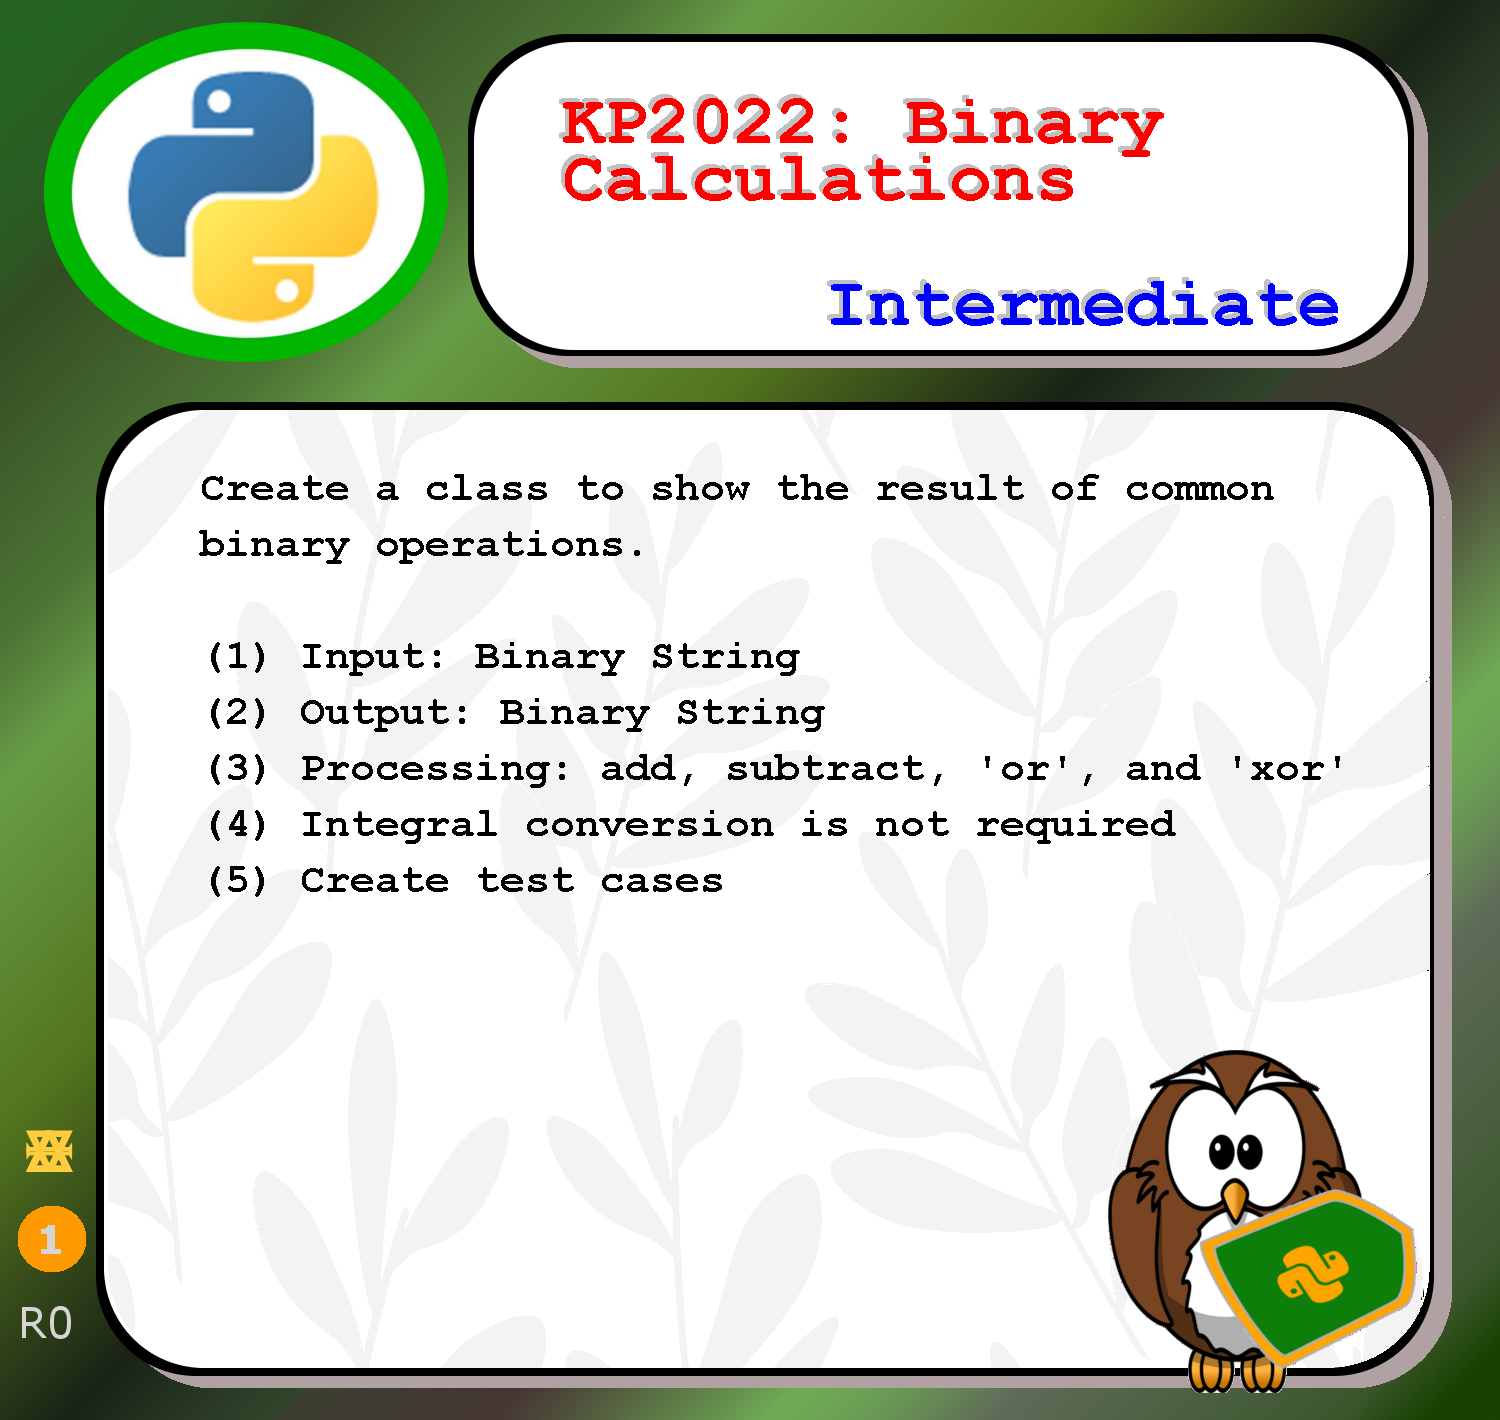 KP2022: Binary
Calculations
Intermediate
Create a class to show the result of common
binary operations.
(1) Input: Binary String
(2) Output: Binary String
(3) Processing: add, subtract, 'or', and 'xor'
(4) Integral conversion is not required
(5) Create test cases
1
R0